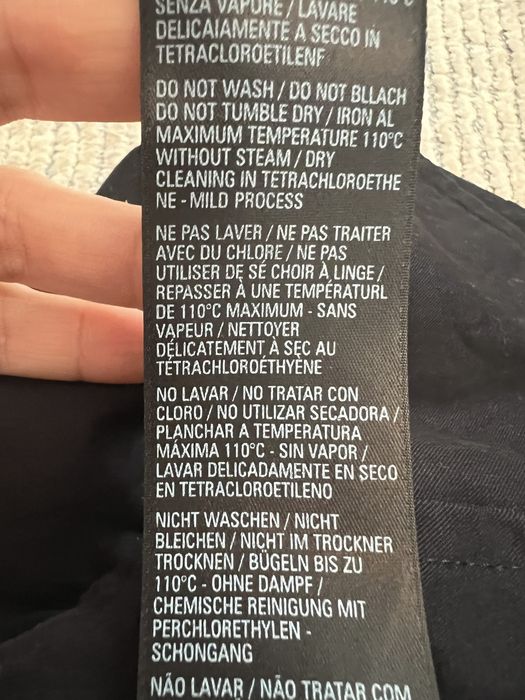 SENZA VAPORE / LAVARE
DELICAIAMENTE A SECCO IN
TETRACLOROETILENF
DO NOT WASH / DO NOT BLLACH
DO NOT TUMBLE DRY / IRON AL
MAXIMUM TEMPERATURE 110°C
WITHOUT STEAM / DRY
CLEANING IN TETRACHLOROETHE
NE - MILD PROCESS
NE PAS LAVER / NE PAS TRAITER
AVEC DU CHLORE / NE PAS
UTILISER DE SÉ CHOIR À LINGE /
REPASSER À UNE TEMPÉRATURL
DE 110°C MAXIMUM - SANS
VAPEUR / NETTOYER
DÉLICATEMENT À SEC AU
TÉTRACHLOROÉTHYÈNE
NO LAVAR / NO TRATAR CON
CLORO / NO UTILIZAR SECADORA /
PLANCHAR A TEMPERATURA
MÁXIMA 110°C - SIN VAPOR /
LAVAR DELICADAMENTE EN SECO
EN TETRACLOROETILENO
NICHT WASCHEN / NICHT
BLEICHEN / NICHT IM TROCKNER
TROCKNEN / BÜGELN BIS ZU
110°C - OHNE DAMPF /
CHEMISCHE REINIGUNG MIT
PERCHLORETHYLEN -
SCHONGANG
NÃO LAVAR / NÃO TRATAR COM